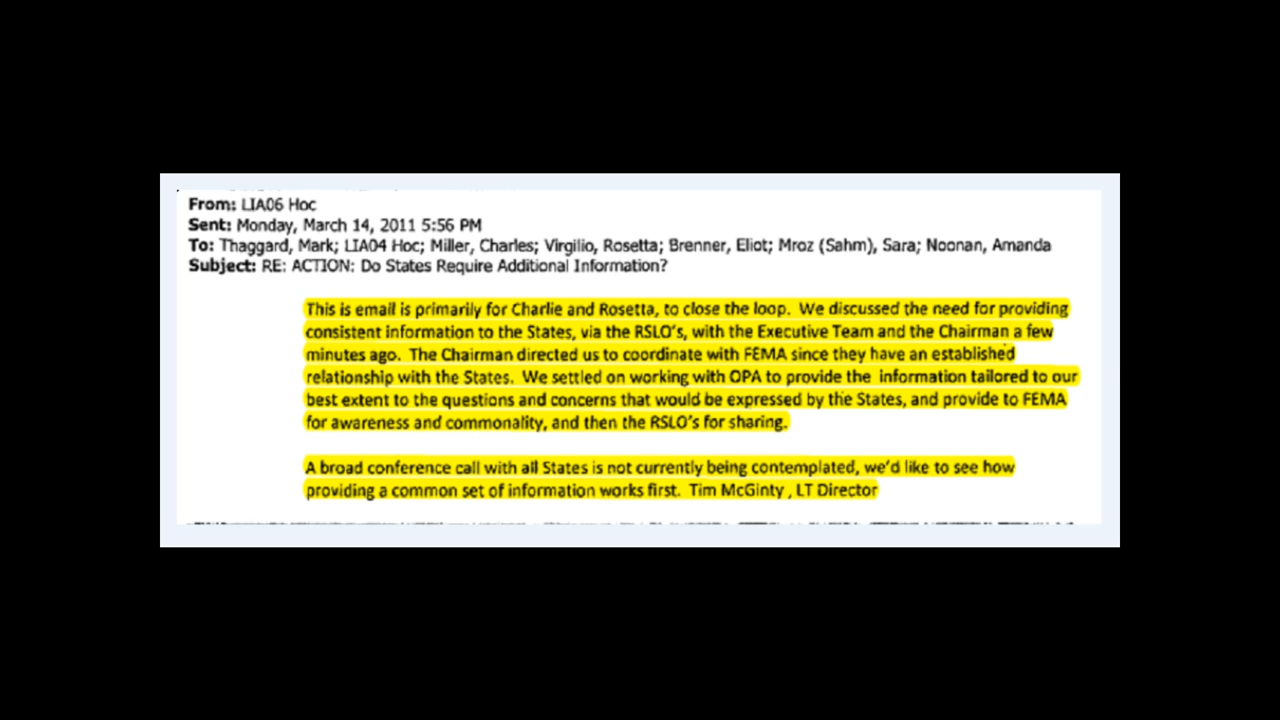 From: LIA06 Hoc
Sent: Monday, March 14, 2011 5:56 PM
To: Thaggard, Mark; LIA04 Hoc; Miller, Charles; Virgilio, Rosetta; Brenner, Eliot; Mroz (Sahm), Sara; Noonan, Amanda
Subject: RE: ACTION: Do States Require Additional Information?
This is email is primarily for Charlie and Rosetta, to close the loop. We discussed the need for providing
consistent information to the States, via the RSLO's, with the Executive Team and the Chairman a few
minutes ago. The Chairman directed us to coordinate with FEMA since they have an established
relationship with the States. We settled on working with OPA to provide the information tailored to our
best extent to the questions and concerns that would be expressed by the States, and provide to FEMA
for awareness and commonality, and then the RSLO's for sharing.
A broad conference call with all States is not currently being contemplated, we'd like to see how
providing a common set of information works first. Tim McGinty , LT Director